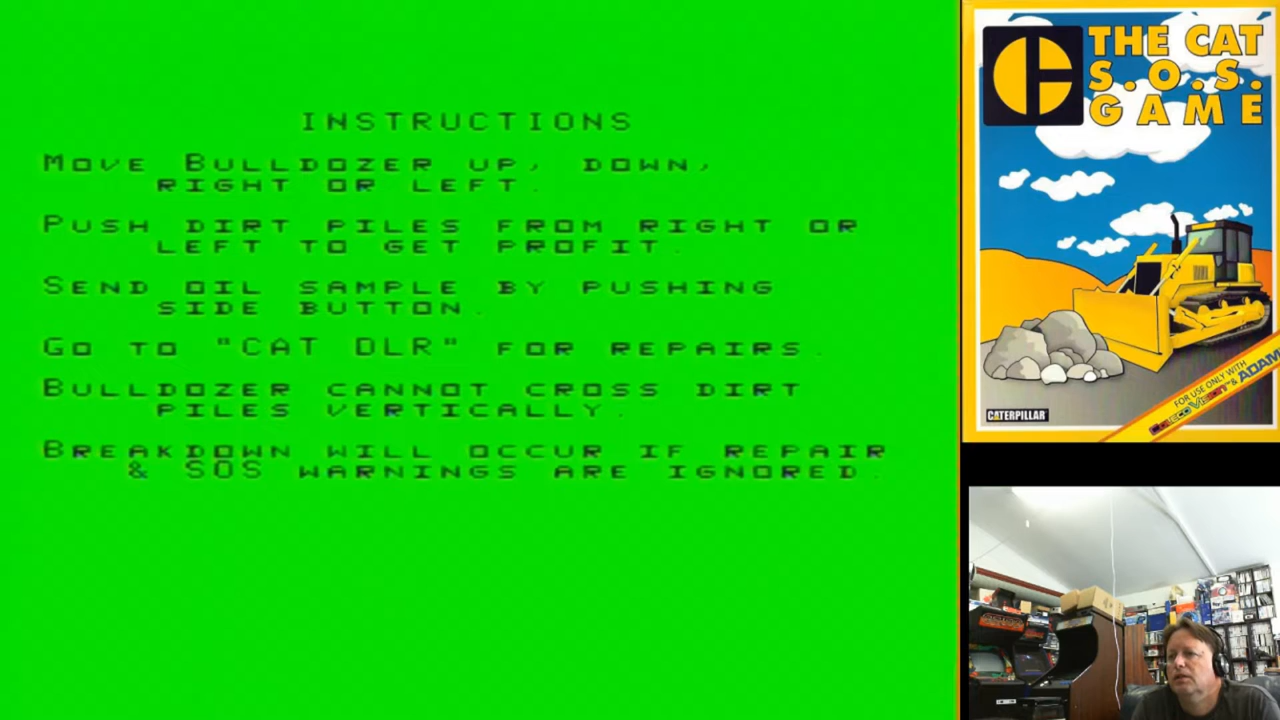 INSTRUCTIONS
MOVE BULLDOZER UP, DOWN,
RIGHT OR LEFT.
PUSH DIRT PILES FROM RIGHT OR
LEFT TO GET PROFIT.
SEND OIL SAMPLE BY PUSHING
SIDE BUTTON.
GO TO "CAT DLR" FOR REPAIRS.
BULLDOZER CANNOT CROSS DIRT
PILES VERTICALLY.
BREAKDOWN WILL OCCUR IF REPAIR
& SOS WARNINGS ARE IGNORED.
THE CAT
S.O.S.
GAME
FOR USE ONLY WITH
COLECOVISION™ & ADAM
CATERPILLAR